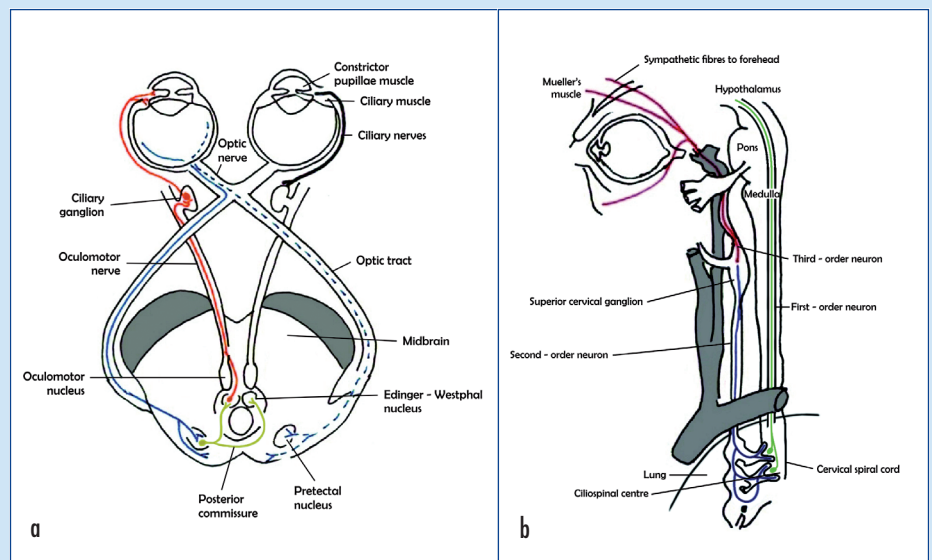 Constrictor
pupillae muscle
Ciliary muscle
Ciliary nerves
Optic
nerve
Ciliary
ganglion
Oculomotor
nerve
Optic tract
Midbrain
Oculomotor
nucleus
Edinger - Westphal
nucleus
Posterior
commissure
Pretectal
nucleus
a
Sympathetic fibres to forehead
Mueller's
muscle
Hypothalamus
Pons
Medulla
Third - order neuron
Superior cervical ganglion
First - order neuron
Second - order neuron
Lung
Cervical spiral cord
Ciliospinal centre
b